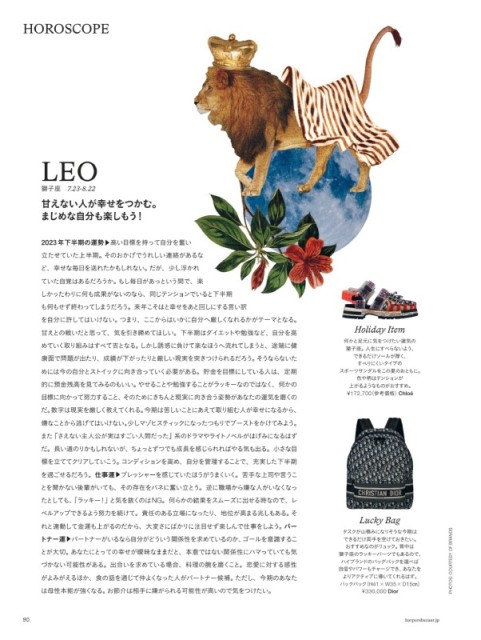 HOROSCOPE
LEO
獅子座 7.23-8.22
甘えない人が幸せをつかむ。
まじめな自分も楽しもう！
2023年下半期の運勢▶高い目標を持って自分を奮い
立たせていた上半期。そのおかげでうれしい連絡があるな
ど、幸せな毎日を送れたかもしれない。だが、少し浮かれ
ていた自覚はあるだろうか。もし毎日があっという間で、楽
しかったわりに何も成果がないのなら、同じテンションでいると下半期
も何もせず終わってしまうだろう。来年こそはと幸せをあと回しにする言い訳
を自分に許してはいけない。つまり、ここからはいかに自分へ厳しくなれるかがテーマとなる。
甘えとの戦いだと思って、気を引き締めてほしい。下半期はダイエットや勉強など、自分を高
めていく取り組みはすべて吉となる。しかし誘惑に負けて楽なほうへ流れてしまうと、途端に健
康面で問題が出たり、成績が下がったりと厳しい現実を突きつけられるだろう。そうならないた
めには今の自分とストイックに向き合っていく必要がある。貯金を目標にしている人は、定期
的に預金残高を見てみるのもいい。やせることや勉強することがラッキーなのではなく、何かの
目標に向かって努力すること、そのためにきちんと現実に向き合う姿勢があなたの運気を磨くの
だ。数字は現実を厳しく教えてくれる。今期は苦しいことにあえて取り組む人が幸せになるから、
嫌なことから逃げてはいけない。少しマゾヒスティックになったつもりでブーストをかけてみよう。
また「さえない主人公が実はすごい人間だった」系のドラマやライトノベルがはげみになるはず
だ。長い道のりかもしれないが、ちょっとずつでも成長を感じられればやる気も出る。小さな目
標を立ててクリアしていこう。コンディションを高め、自分を管理することで、充実した下半期
を過ごせるだろう。仕事運▶プレッシャーを感じていたほうがうまくいく。苦手な上司や言うこ
とを聞かない後輩がいても、その存在をバネに奮い立とう。逆に職場から嫌な人がいなくなっ
たとしても、「ラッキー！」と気を抜くのはNG。何らかの結果をスムーズに出せる時なので、レ
ベルアップできるよう努力を続けて。責任のある立場になったり、地位が高まる兆しもある。そ
れと連動して金運も上がるのだから、大変さにばかりに注目せず楽しんで仕事をしよう。パー
トナー運▶パートナーがいるなら自分がどういう関係性を求めているのか、ゴールを意識するこ
とが大切。あなたにとっての幸せが曖昧なままだと、本意ではない関係性にハマっていても気
づかない可能性がある。出会いを求めている場合、料理の腕を磨くこと。恋愛に対する感性
がよみがえるほか、食の話を通じて仲よくなった人がパートナー候補。ただし、今期のあなた
は母性本能が強くなる。お節介は相手に嫌がられる可能性が高いので気をつけたい。
Holiday Item
何かと足元に気をつけたい運気の
獅子座。人生にすべらないよう、
できるだけソールが厚く、
すべりにくいタイプの
スポーツサンダルをこの夏のおともに。
色や柄はテンションが
上がるようなものがおすすめ。
¥172,700(参考価格) Chloé
CHRISTIAN DIOR
Lucky Bag
タスクが山積みになりそうな今期は
できるだけ両手を空けておきたい。
おすすめなのがリュック。背中は
獅子座のラッキーパーツでもあるので、
ハイブランドのバッグパックを選べば
自信やパワーもチャージでき、あなたを
よりアクティブに導いてくれるはず。
バックパック(H41×W35×D15cm)
¥330,000 Dior
PHOTOS: COURTESY OF BRANDS
90
harpersbazaar.jp